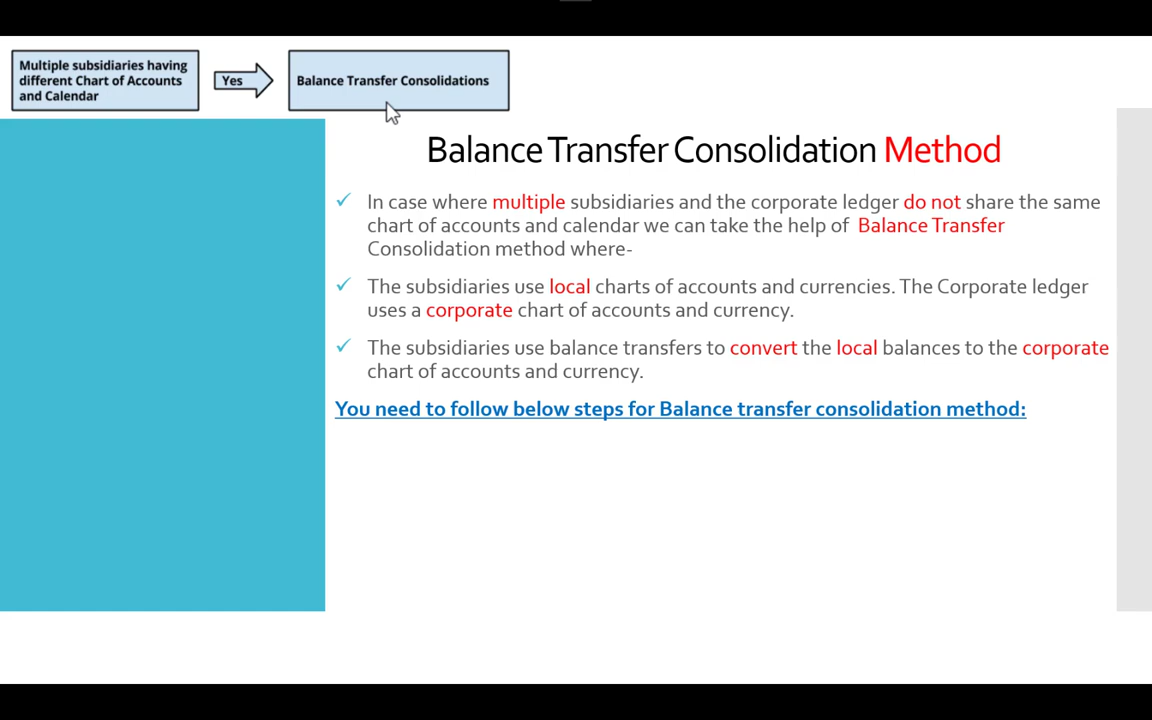 Multiple subsidiaries having
different Chart of Accounts
and Calendar
Yes
Balance Transfer Consolidations
Balance Transfer Consolidation Method
In case where multiple subsidiaries and the corporate ledger do not share the same
chart of accounts and calendar we can take the help of Balance Transfer
Consolidation method where-
The subsidiaries use local charts of accounts and currencies. The Corporate ledger
uses a corporate chart of accounts and currency.
The subsidiaries use balance transfers to convert the local balances to the corporate
chart of accounts and currency.
You need to follow below steps for Balance transfer consolidation method: